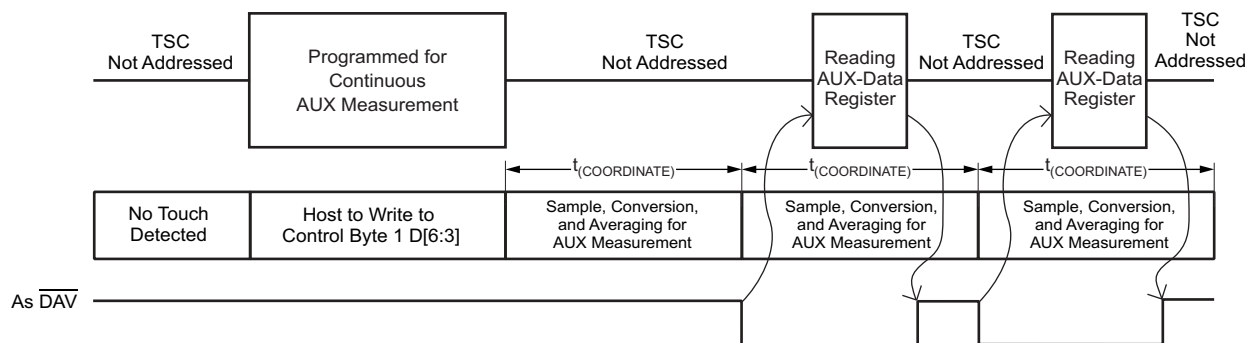 TSC
Not Addressed
Programmed for
Continuous
AUX Measurement
TSC
Not Addressed
Reading
AUX-Data
Register
TSC
Not Addressed
Reading
AUX-Data
Register
TSC
Not
Addressed
t(COORDINATE)
t(COORDINATE)
t(COORDINATE)
No Touch
Detected
Host to Write to
Control Byte 1 D[6:3]
Sample, Conversion,
and Averaging for
AUX Measurement
Sample, Conversion,
and Averaging for
AUX Measurement
Sample, Conversion,
and Averaging for
AUX Measurement
As D̅A̅V̅